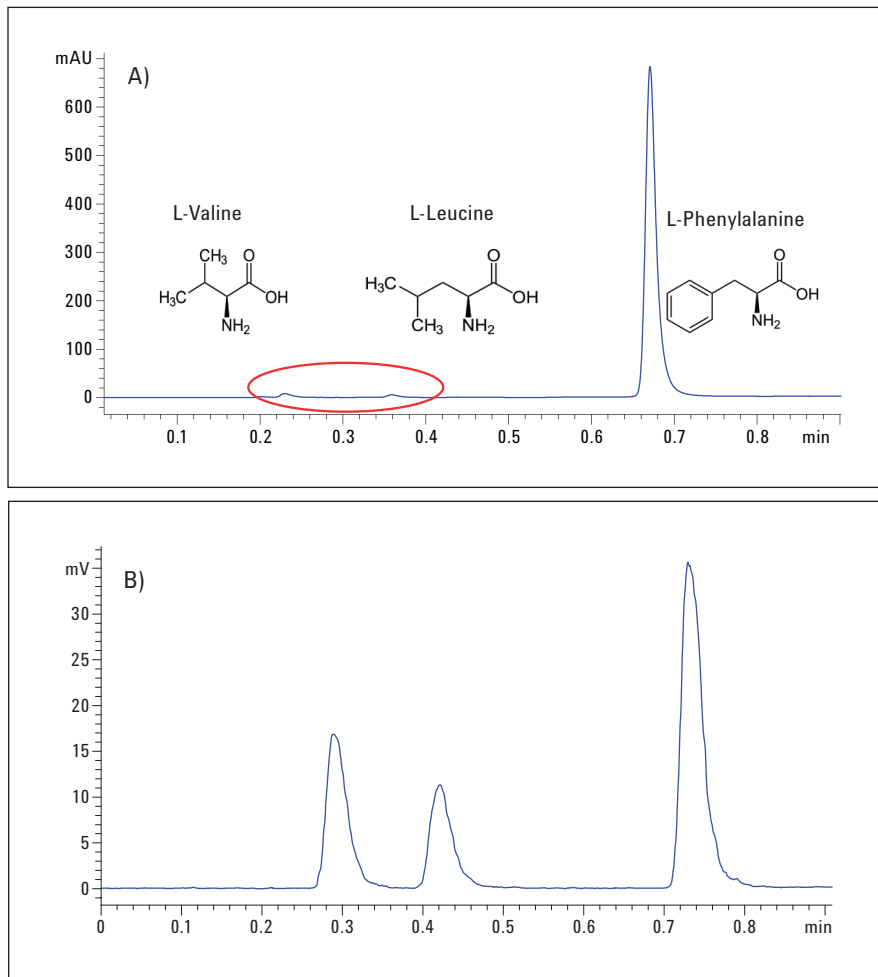 mAU
A)
600
500
400
300
200
100
0
L-Valine
L-Leucine
L-Phenylalanine
CH₃
O
H₃C
OH
NH₂
H₃C
O
OH
CH₃
NH₂
O
OH
NH₂
0.1 0.2 0.3 0.4 0.5 0.6 0.7 0.8 min
mV
B)
30
25
20
15
10
5
0
0 0.1 0.2 0.3 0.4 0.5 0.6 0.7 0.8 min